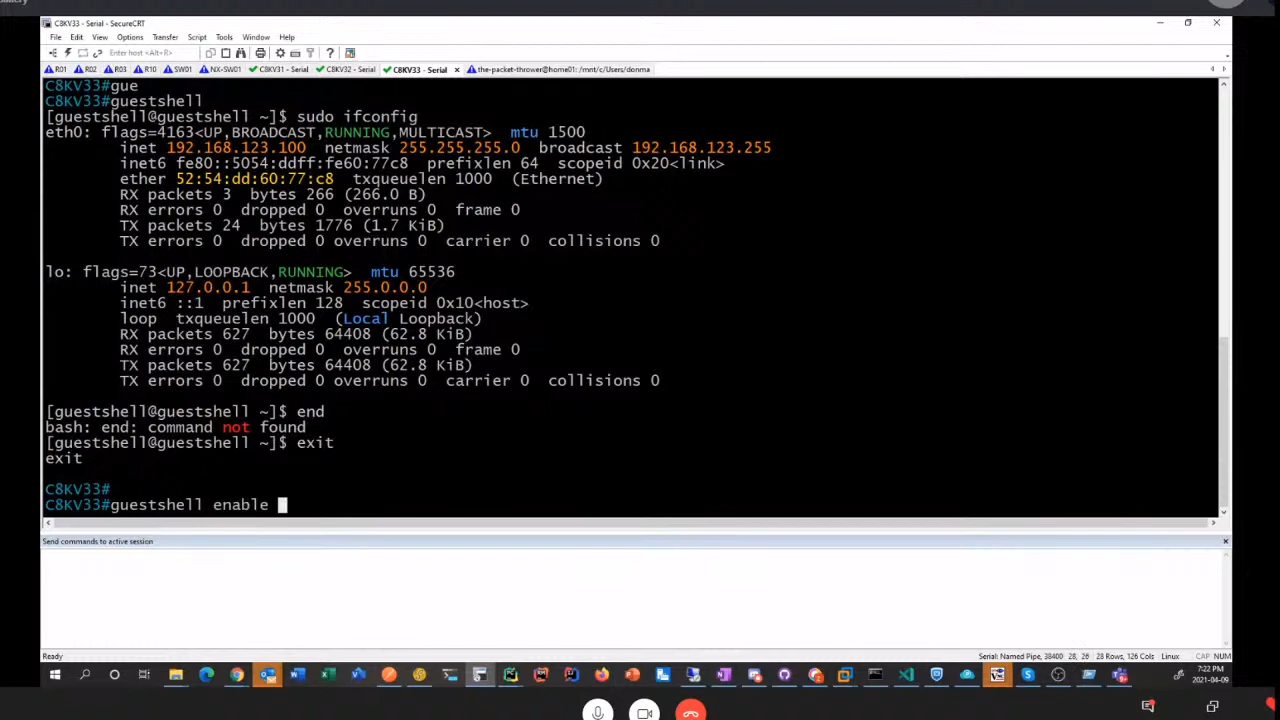 C8KV33 - Serial - SecureCRT
File Edit View Options Transfer Script Tools Window Help
Enter host <Alt+R>
R01 R02 R03 R10 SW01 NX-SW01 C8KV31 - Serial C8KV32 - Serial C8KV33 - Serial the-packet-thrower@home01: /mnt/c/Users/donma
C8KV33#gue
C8KV33#guestshell
[guestshell@guestshell ~]$ sudo ifconfig
eth0: flags=4163<UP,BROADCAST,RUNNING,MULTICAST>  mtu 1500
        inet 192.168.123.100  netmask 255.255.255.0  broadcast 192.168.123.255
        inet6 fe80::5054:ddff:fe60:77c8  prefixlen 64  scopeid 0x20<link>
        ether 52:54:dd:60:77:c8  txqueuelen 1000  (Ethernet)
        RX packets 3  bytes 266 (266.0 B)
        RX errors 0  dropped 0  overruns 0  frame 0
        TX packets 24  bytes 1776 (1.7 KiB)
        TX errors 0  dropped 0 overruns 0  carrier 0  collisions 0
lo: flags=73<UP,LOOPBACK,RUNNING>  mtu 65536
        inet 127.0.0.1  netmask 255.0.0.0
        inet6 ::1  prefixlen 128  scopeid 0x10<host>
        loop  txqueuelen 1000  (Local Loopback)
        RX packets 627  bytes 64408 (62.8 KiB)
        RX errors 0  dropped 0  overruns 0  frame 0
        TX packets 627  bytes 64408 (62.8 KiB)
        TX errors 0  dropped 0 overruns 0  carrier 0  collisions 0
[guestshell@guestshell ~]$ end
bash: end: command not found
[guestshell@guestshell ~]$ exit
exit
C8KV33#
C8KV33#guestshell enable
Send commands to active session
Ready Serial: Named Pipe, 38400 28, 26 28 Rows, 126 Cols Linux CAP NUM
7:22 PM
2021-04-09